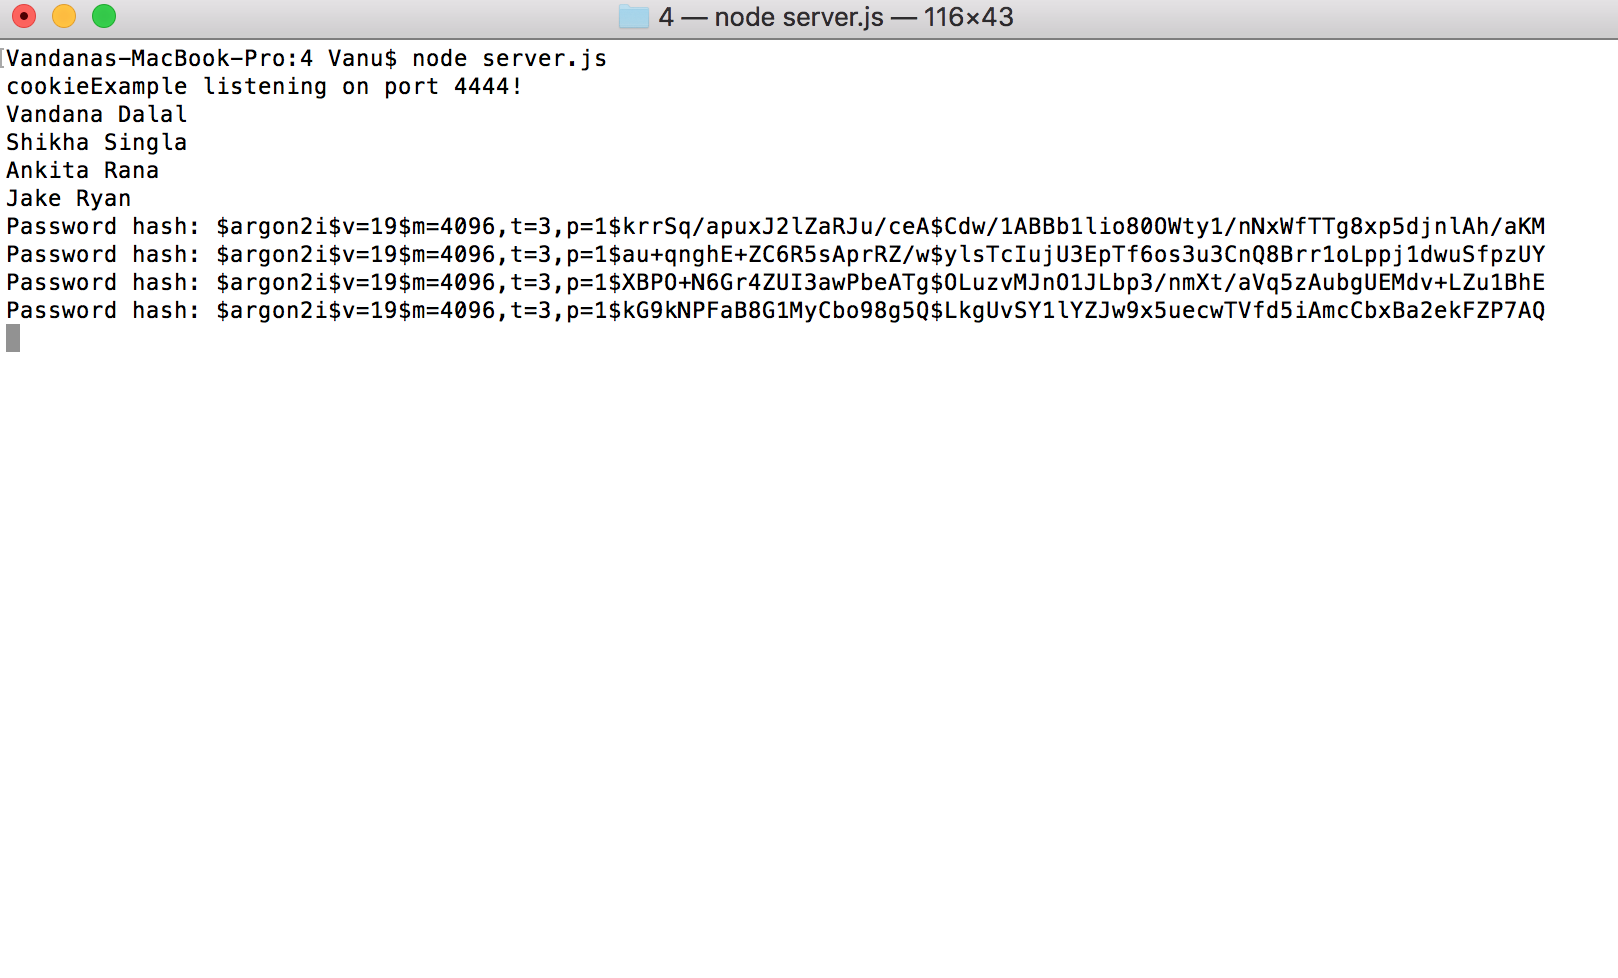 4 — node server.js — 116×43
Vandanas-MacBook-Pro:4 Vanu$ node server.js
cookieExample listening on port 4444!
Vandana Dalal
Shikha Singla
Ankita Rana
Jake Ryan
Password hash: $argon2i$v=19$m=4096,t=3,p=1$krrSq/apuxJ2lZaRJu/ceA$Cdw/1ABBb1lio80OWty1/nNxWfTTg8xp5djnlAh/aKM
Password hash: $argon2i$v=19$m=4096,t=3,p=1$au+qnghE+ZC6R5sAprRZ/w$ylsTcIujU3EpTf6os3u3CnQ8Brr1oLppj1dwuSfpzUY
Password hash: $argon2i$v=19$m=4096,t=3,p=1$XBPO+N6Gr4ZUI3awPbeATg$OLuzvMJnO1JLbp3/nmXt/aVq5zAubgUEMdv+LZu1BhE
Password hash: $argon2i$v=19$m=4096,t=3,p=1$kG9kNPFaB8G1MyCbo98g5Q$LkgUvSY1lYZJw9x5uecwTVfd5iAmcCbxBa2ekFZP7AQ